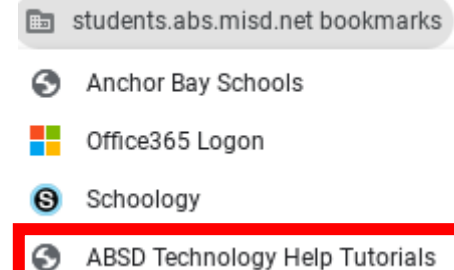 students.abs.misd.net bookmarks
Anchor Bay Schools
Office365 Logon
S Schoology
ABSD Technology Help Tutorials